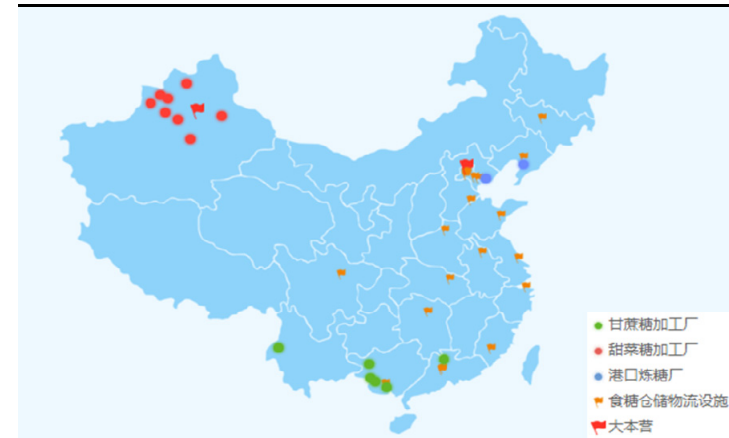 甘蔗糖加工厂
甜菜糖加工厂
港口炼糖厂
食糖仓储物流设施
大本营